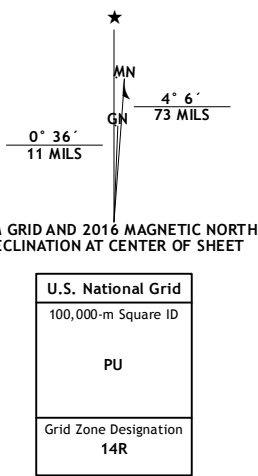 MN
4° 6´
GN
73 MILS
0° 36´
11 MILS
GRID AND 2016 MAGNETIC NORTH
AT CENTER OF SHEET
U.S. National Grid
100,000-m Square ID
PU
Grid Zone Designation
14R